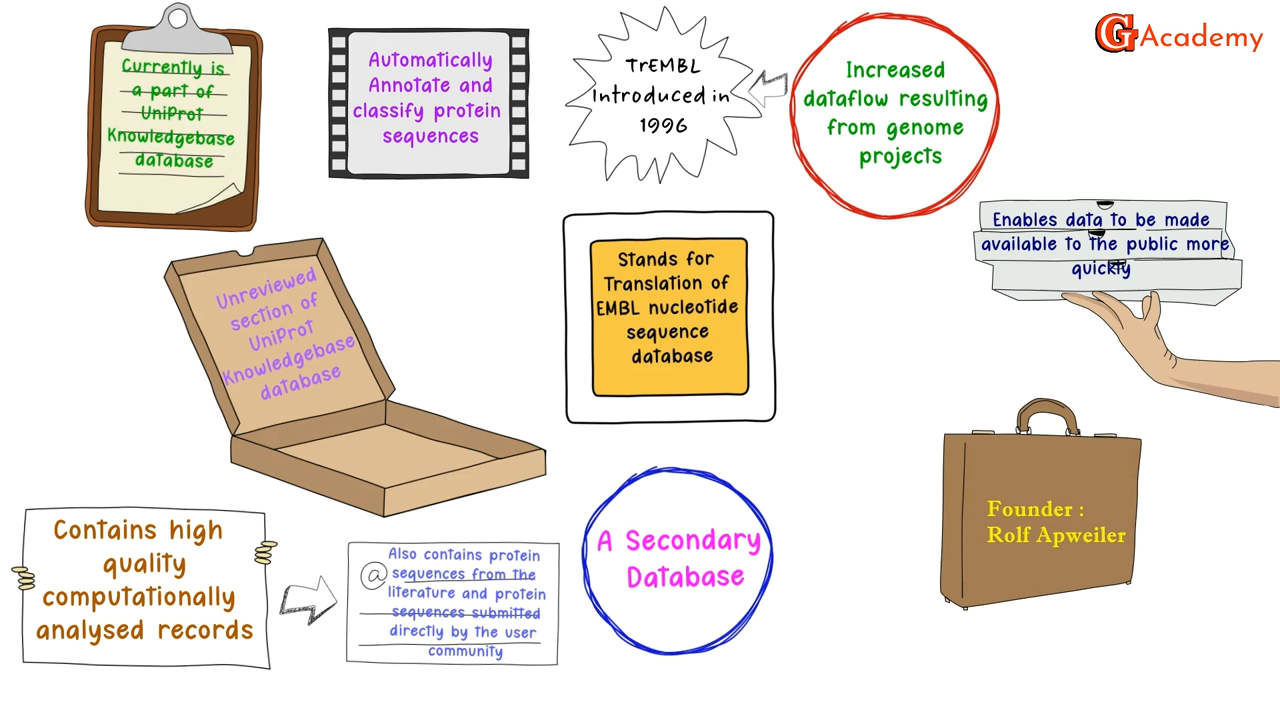 Currently is
a part of
UniProt
Knowledgebase
database
Automatically
Annotate and
classify protein
sequences
TrEMBL
Introduced in
1996
Increased
dataflow resulting
from genome
projects
G Academy
Enables data to be made
available to the public more
quickly
Unreviewed
section of
UniProt
Knowledgebase
database
Stands for
Translation of
EMBL nucleotide
sequence
database
Founder :
Rolf Apweiler
Contains high
quality
computationally
analysed records
@
Also contains protein
sequences from the
literature and protein
sequences submitted
directly by the user
community
A Secondary
Database